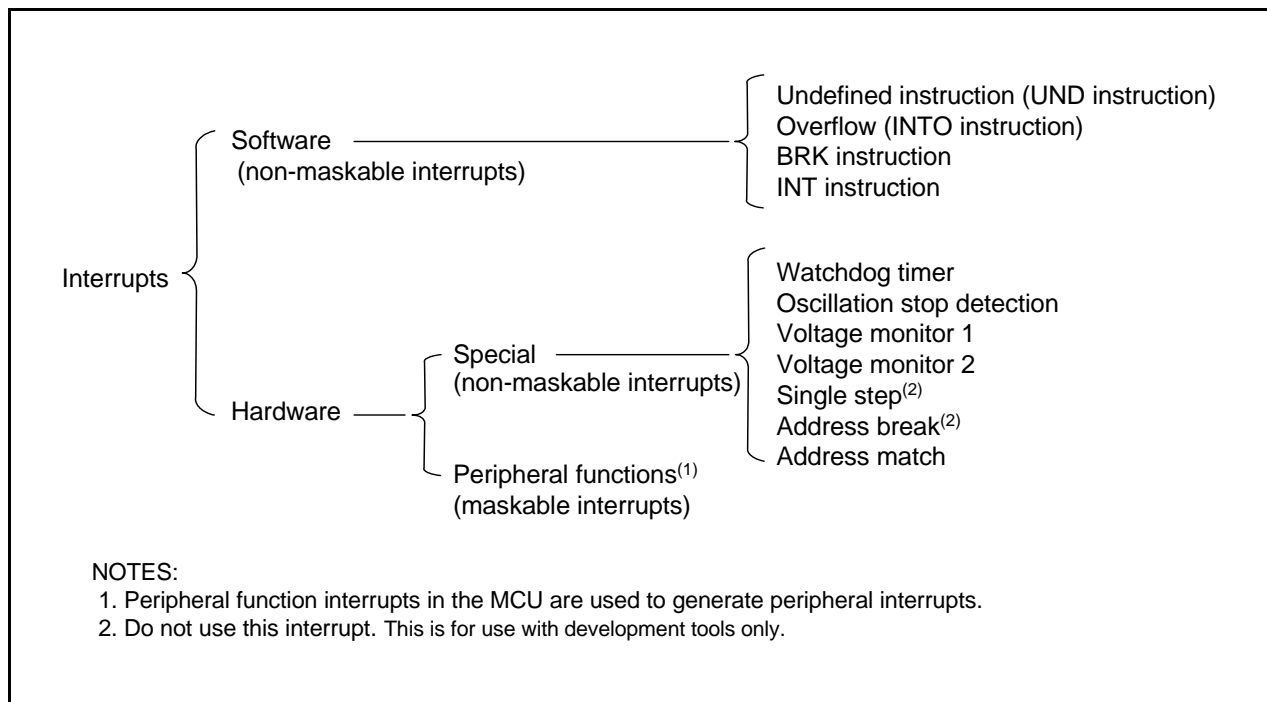 Interrupts
Software
(non-maskable interrupts)
Undefined instruction (UND instruction)
Overflow (INTO instruction)
BRK instruction
INT instruction
Hardware
Special
(non-maskable interrupts)
Watchdog timer
Oscillation stop detection
Voltage monitor 1
Voltage monitor 2
Single step(2)
Address break(2)
Address match
Peripheral functions(1)
(maskable interrupts)
NOTES:
1. Peripheral function interrupts in the MCU are used to generate peripheral interrupts.
2. Do not use this interrupt. This is for use with development tools only.